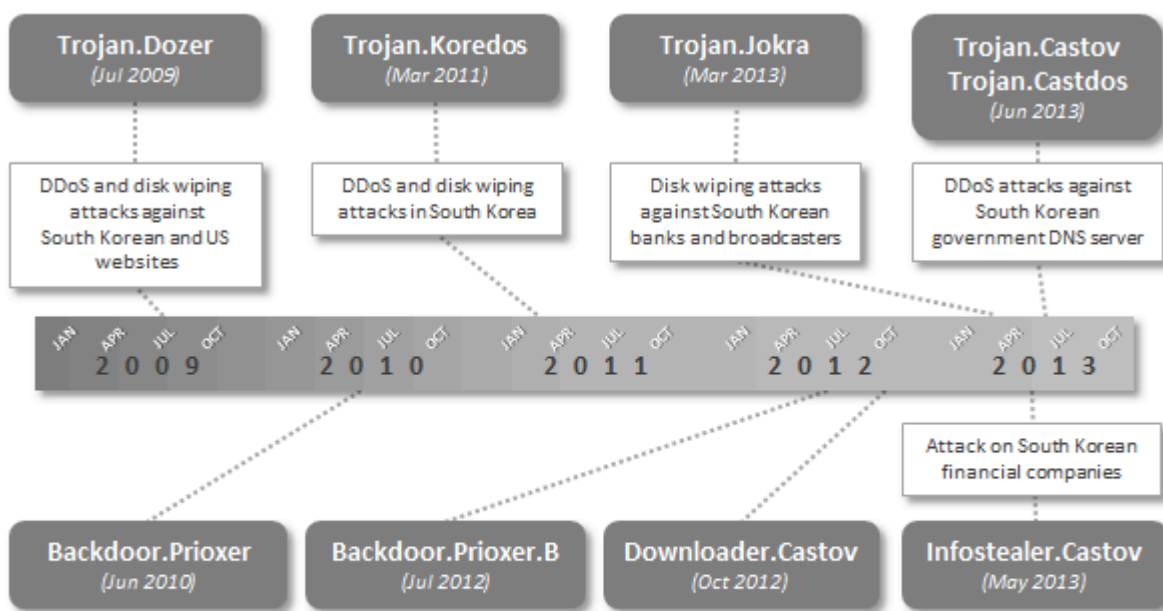 Trojan.Dozer
(Jul 2009)
Trojan.Koredos
(Mar 2011)
Trojan.Jokra
(Mar 2013)
Trojan.Castov
Trojan.Castdos
(Jun 2013)
DDoS and disk wiping
attacks against
South Korean and US
websites
DDoS and disk wiping
attacks in South Korea
Disk wiping attacks
against South Korean
banks and broadcasters
DDoS attacks against
South Korean
government DNS server
JAN APR JUL OCT JAN APR JUL OCT JAN APR JUL OCT JAN APR JUL OCT JAN APR JUL OCT
2009 2010 2011 2012 2013
Attack on South Korean
financial companies
Backdoor.Prioxer
(Jun 2010)
Backdoor.Prioxer.B
(Jul 2012)
Downloader.Castov
(Oct 2012)
Infostealer.Castov
(May 2013)